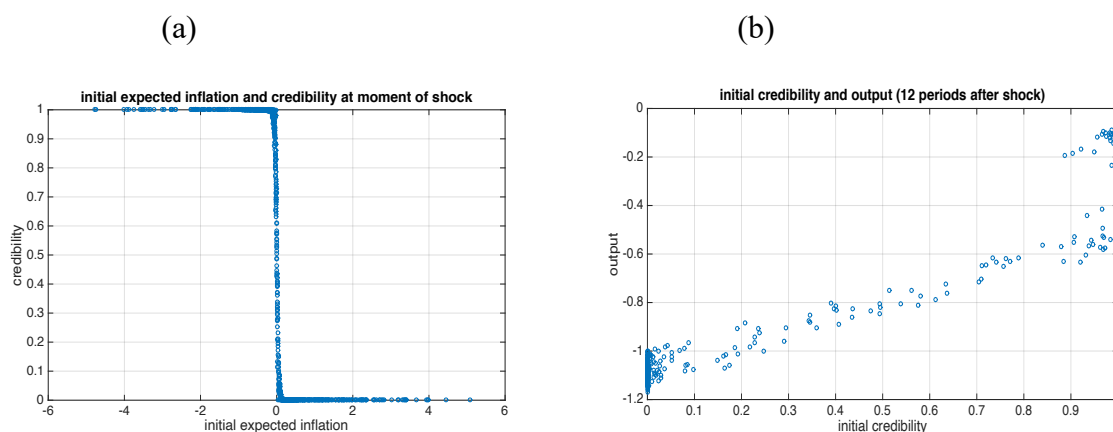 (a)
(b)
initial expected inflation and credibility at moment of shock
1
0.9
0.8
0.7
0.6
0.5
0.4
0.3
0.2
0.1
0
credibility
-6 -4 -2 0 2 4 6
initial expected inflation
initial credibility and output (12 periods after shock)
0
-0.2
-0.4
-0.6
-0.8
-1
-1.2
output
0 0.1 0.2 0.3 0.4 0.5 0.6 0.7 0.8 0.9
initial credibility